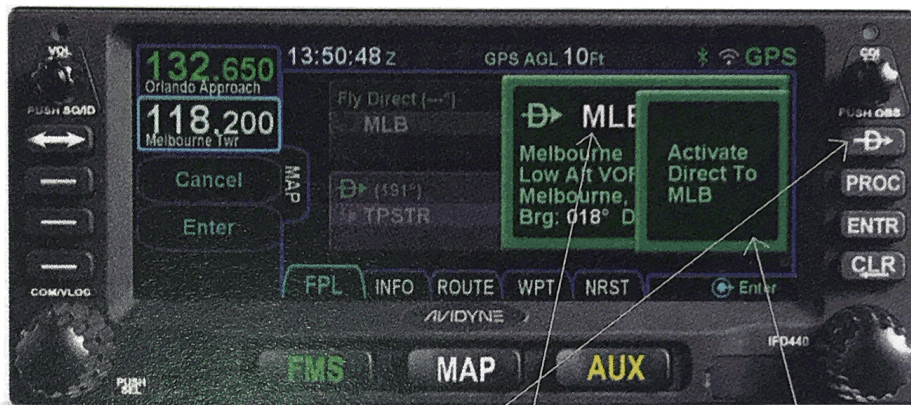 VOL
132.650
Orlando Approach
13:50:48 Z
GPS AGL 10Ft
GPS
CDI
PUSH SQ/ID
118.200
Melbourne Twr
Fly Direct (---°)
MLB
MLB
Melbourne
Low Alt VOR
Melbourne,
Brg: 018° D
Activate
Direct To
MLB
PUSH OBS
D
Cancel
MAP
Enter
D (191°)
TPSTR
PROC
ENTR
CLR
COM/VLOC
FPL INFO ROUTE WPT NRST Enter
AVIDYNE
IFD440
PUSH
SEL
FMS MAP AUX